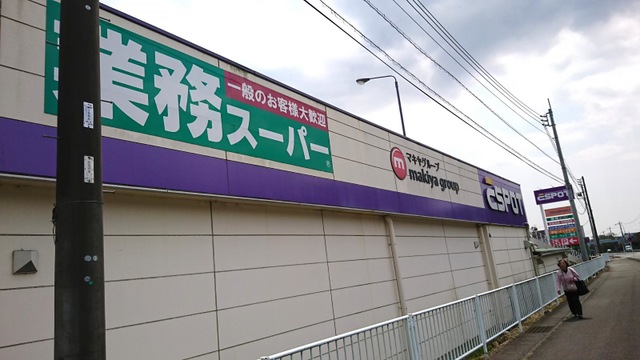 業務スーパー
一般のお客様大歓迎
m
マキヤグループ
makiya group
ESPOT
ESPOT